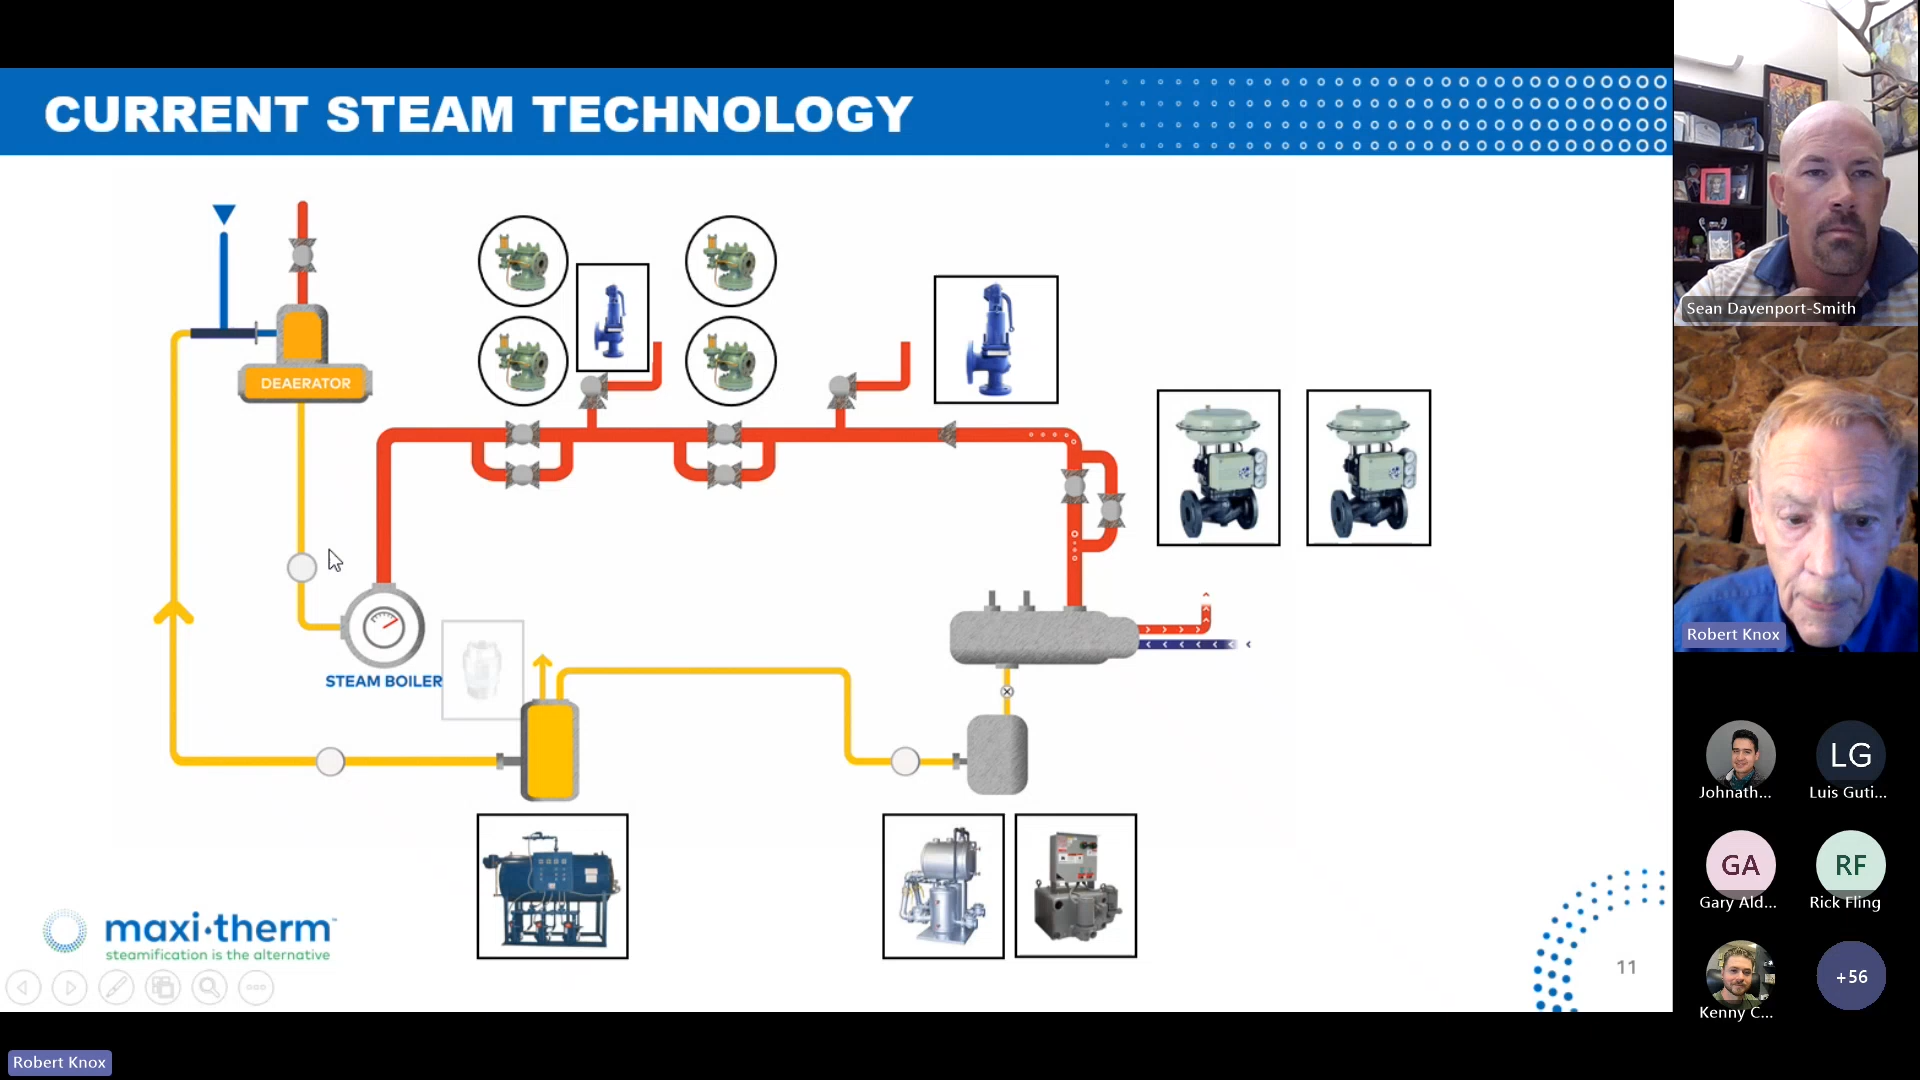 CURRENT STEAM TECHNOLOGY
DEAERATOR
STEAM BOILER
maxi·therm™
steamification is the alternative
11
Sean Davenport-Smith
Robert Knox
Johnath...
LG
Luis Guti...
GA
Gary Ald...
RF
Rick Fling
Kenny C...
+56
Robert Knox